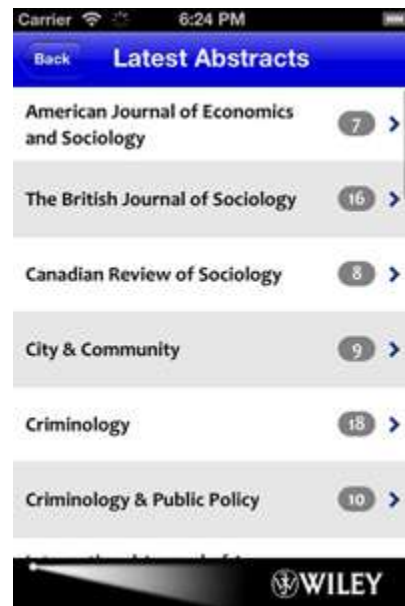 Carrier 6:24 PM
Back Latest Abstracts
American Journal of Economics
and Sociology
7
The British Journal of Sociology 16
Canadian Review of Sociology 8
City & Community 9
Criminology 18
Criminology & Public Policy 10
WILEY